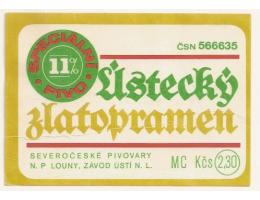 SPECIÁLNÍ
11%
PIVO
ČSN 566635
Ústecký
zlatopramen
SEVEROČESKÉ PIVOVARY
N. P. LOUNY, ZÁVOD ÚSTÍ N. L.
MC Kčs 2,30